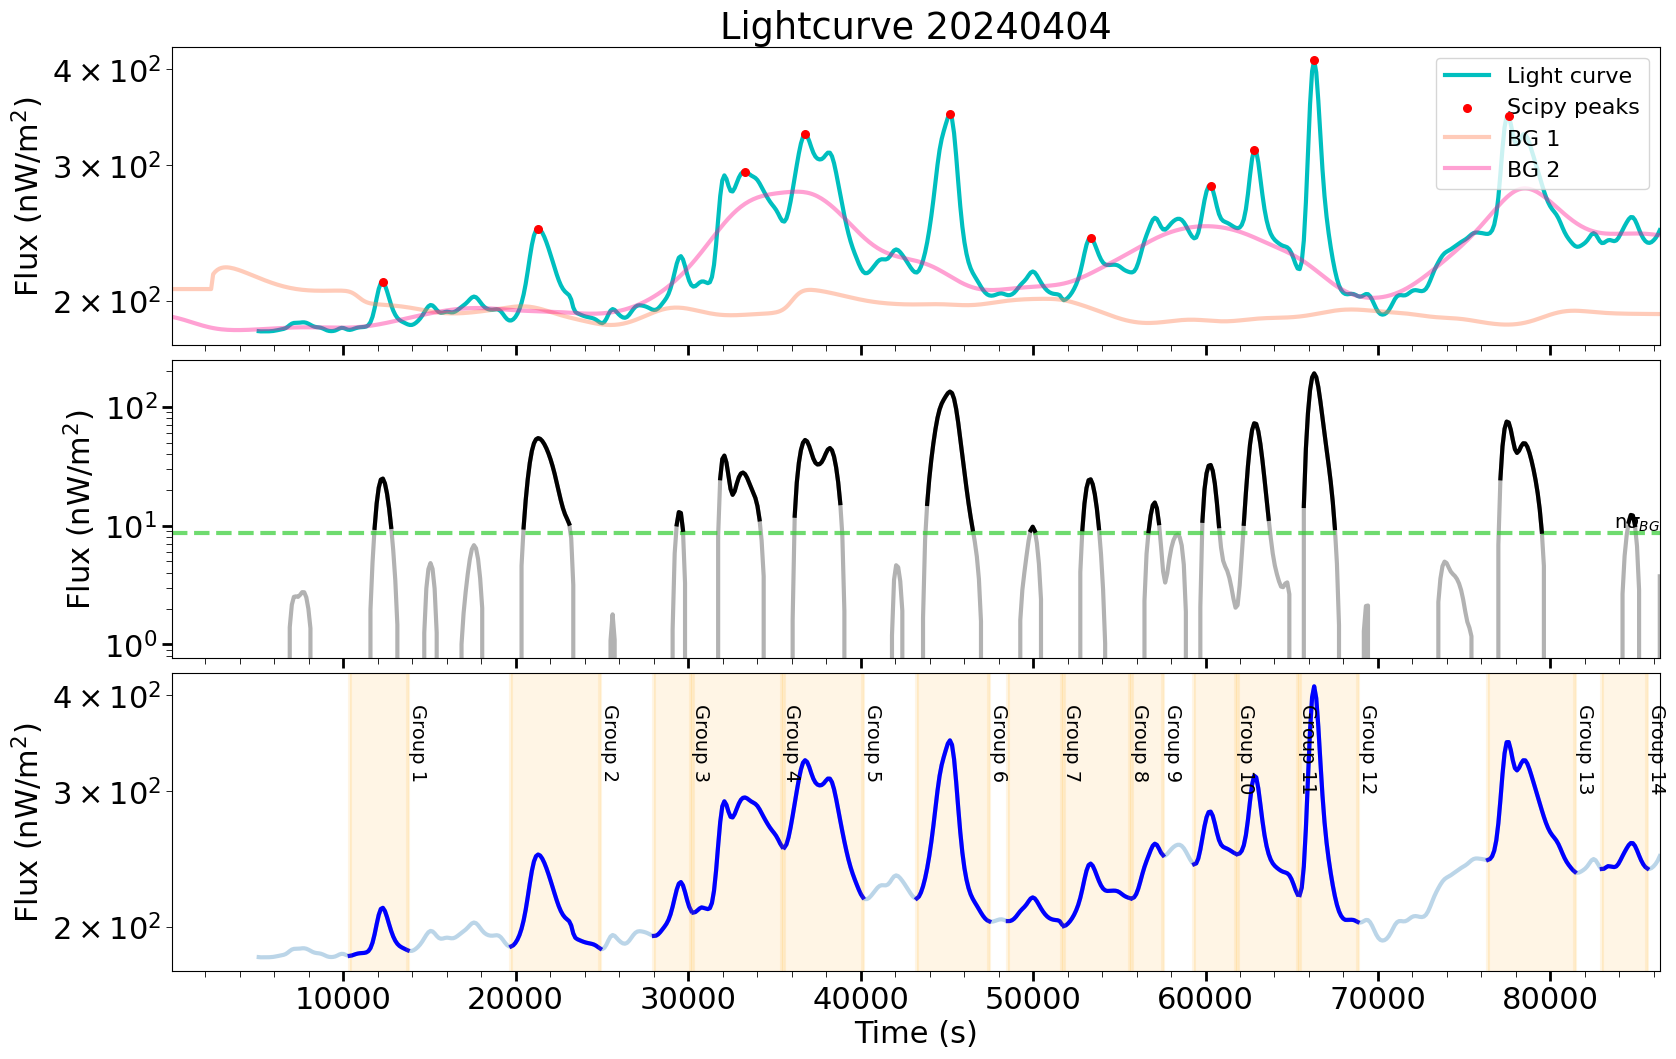 Lightcurve 20240404
Flux (nW/m²)
4 × 10²
3 × 10²
2 × 10²
Light curve
Scipy peaks
BG 1
BG 2
Flux (nW/m²)
10²
10¹
10⁰
nσ_BG
Flux (nW/m²)
4 × 10²
3 × 10²
2 × 10²
Group 1
Group 2
Group 3
Group 4
Group 5
Group 6
Group 7
Group 8
Group 9
Group 10
Group 11
Group 12
Group 13
Group 14
10000 20000 30000 40000 50000 60000 70000 80000
Time (s)